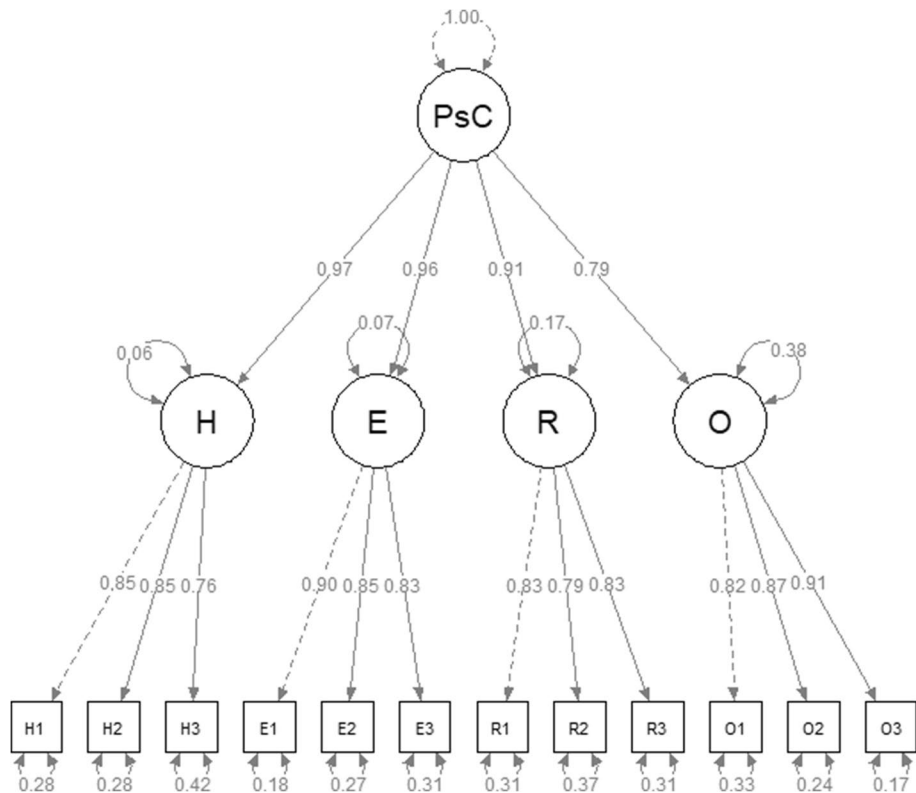 1.00
PsC
0.97 0.96 0.91 0.79
0.06 0.07 0.17 0.38
H E R O
0.85 0.85 0.76 0.90 0.85 0.83 0.83 0.79 0.83 0.82 0.87 0.91
H1 H2 H3 E1 E2 E3 R1 R2 R3 O1 O2 O3
0.28 0.28 0.42 0.18 0.27 0.31 0.31 0.37 0.31 0.33 0.24 0.17